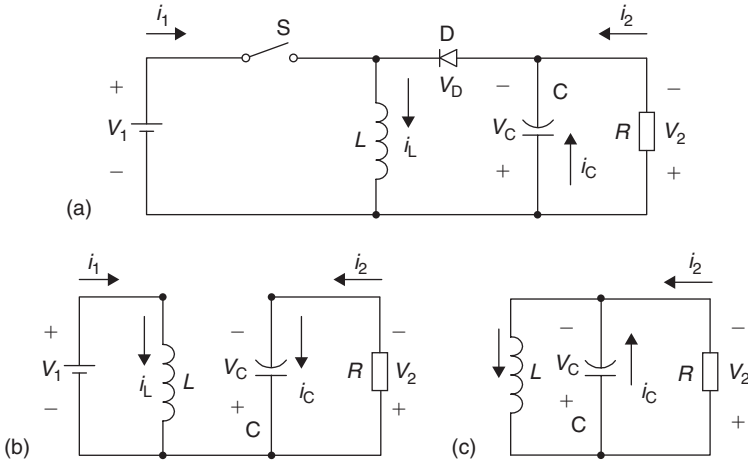 i1 S D i2
+ VD − C −
V1 L iL VC R V2
− + iC +
(a)
i1 i2 i2
+ − − − −
V1 iL L VC iC R V2 L VC iC R V2
− + C + + C +
(b) (c)